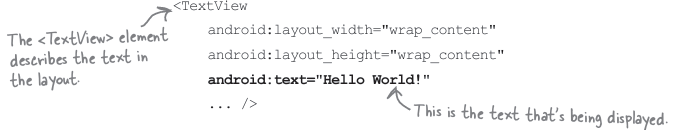 <TextView
The <TextView> element
describes the text in
the layout.
android:layout_width="wrap_content"
android:layout_height="wrap_content"
android:text="Hello World!"
... />
This is the text that's being displayed.